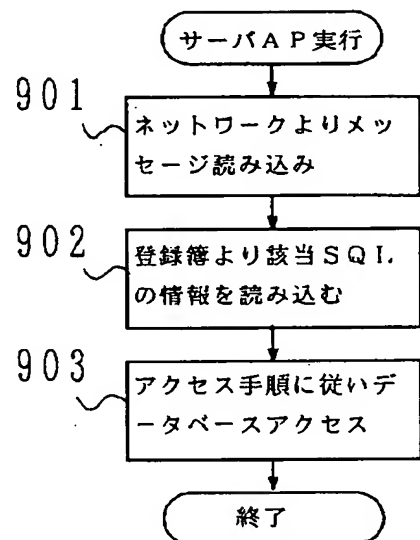 サーバAP実行
901
ネットワークよりメッ
セージ読み込み
902
登録簿より該当SQL
の情報を読み込む
903
アクセス手順に従いデ
ータベースアクセス
終了